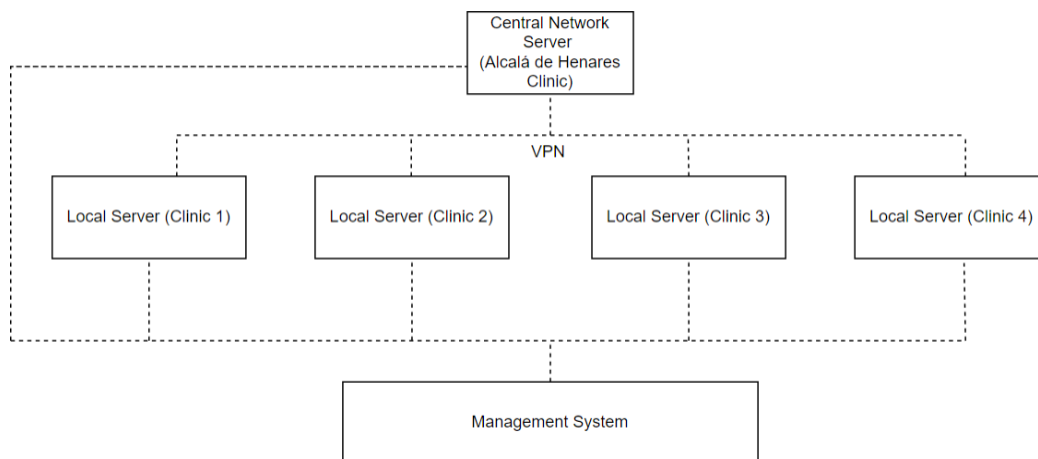 Central Network
Server
(Alcalá de Henares
Clinic)
VPN
Local Server (Clinic 1)
Local Server (Clinic 2)
Local Server (Clinic 3)
Local Server (Clinic 4)
Management System